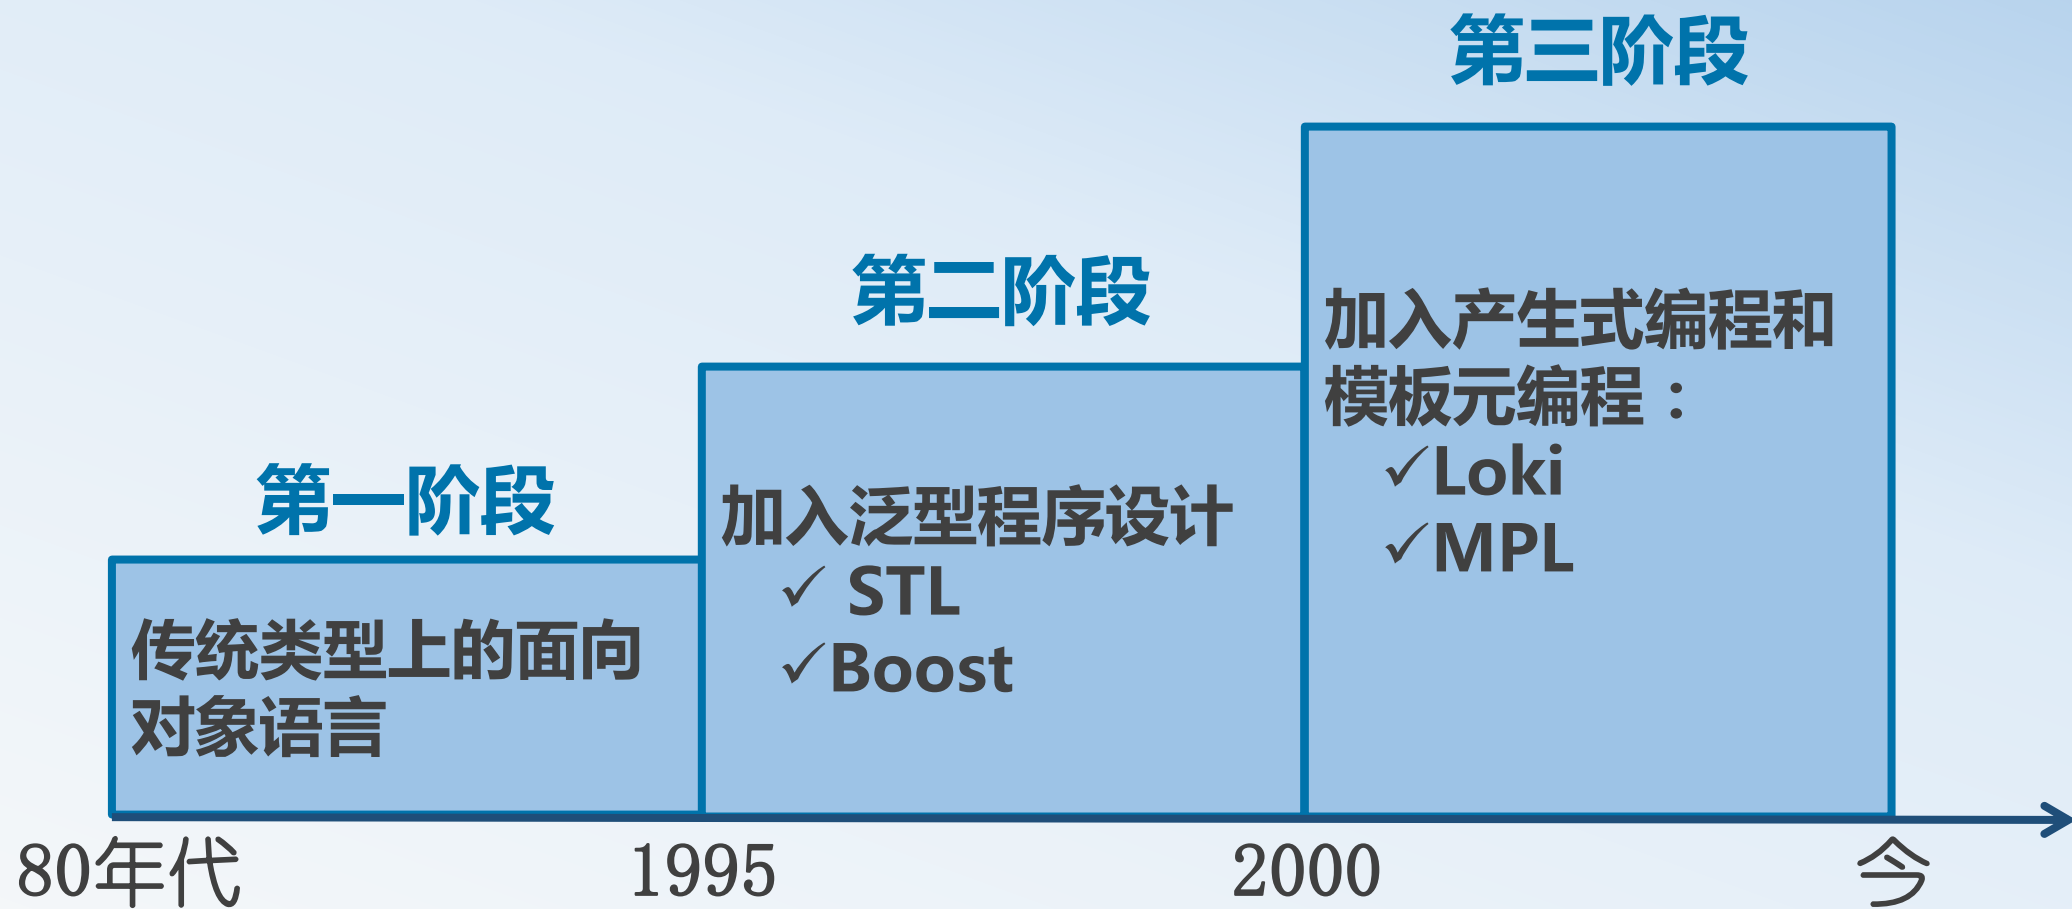 第一阶段
传统类型上的面向
对象语言
第二阶段
加入泛型程序设计
✓ STL
✓Boost
第三阶段
加入产生式编程和
模板元编程：
✓Loki
✓MPL
80年代
1995
2000
今